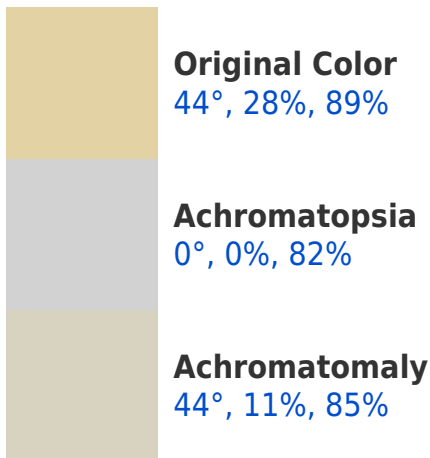 Original Color
44°, 28%, 89%
Achromatopsia
0°, 0%, 82%
Achromatomaly
44°, 11%, 85%